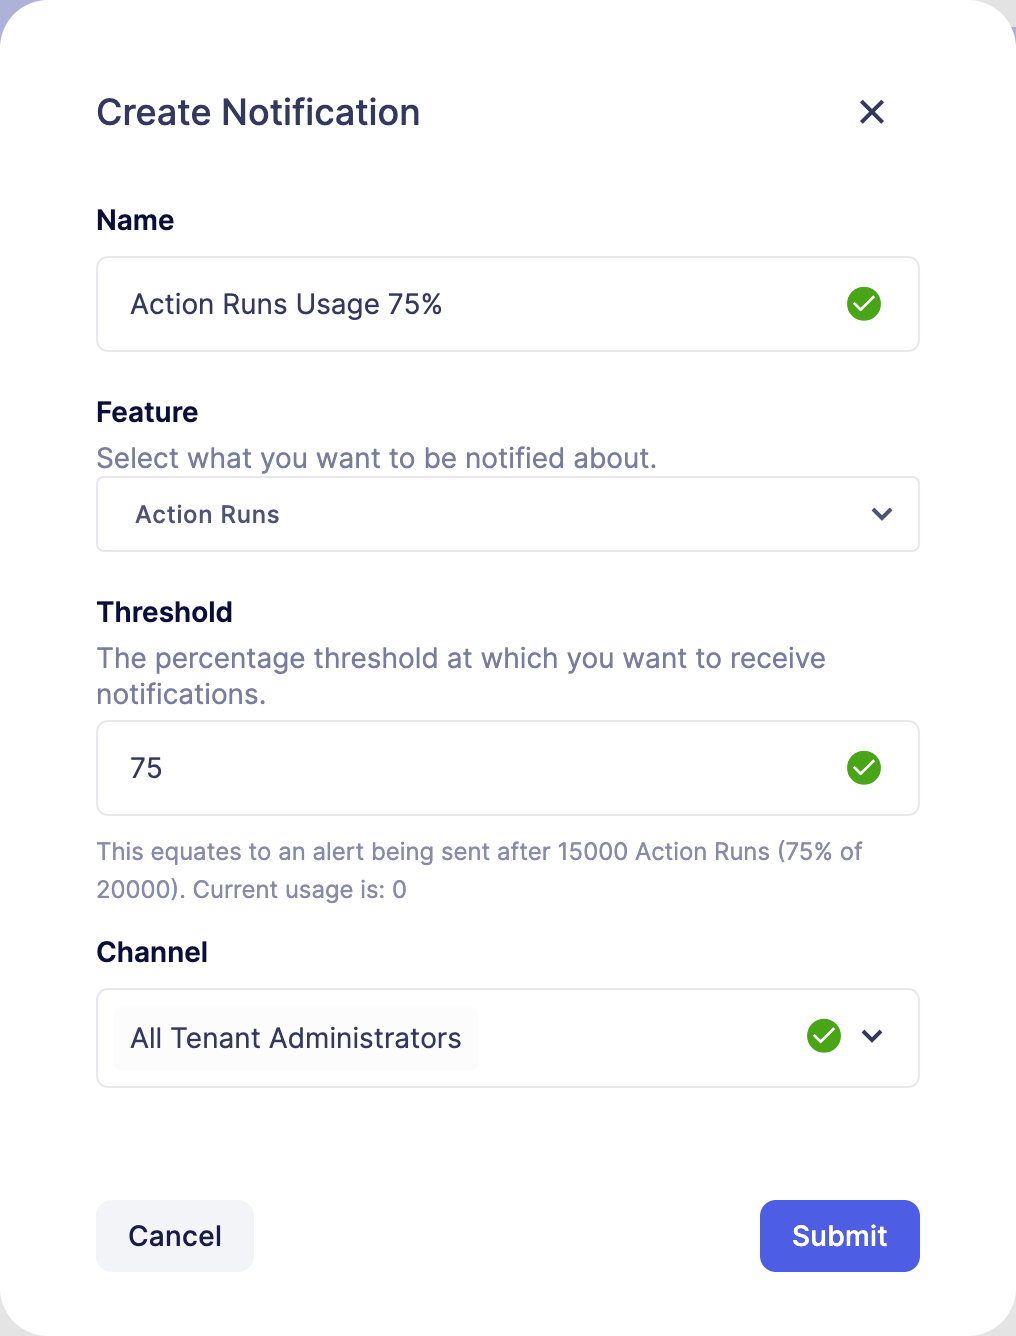 Create Notification
Name
Action Runs Usage 75%
Feature
Select what you want to be notified about.
Action Runs
Threshold
The percentage threshold at which you want to receive
notifications.
75
This equates to an alert being sent after 15000 Action Runs (75% of
20000). Current usage is: 0
Channel
All Tenant Administrators
Cancel
Submit